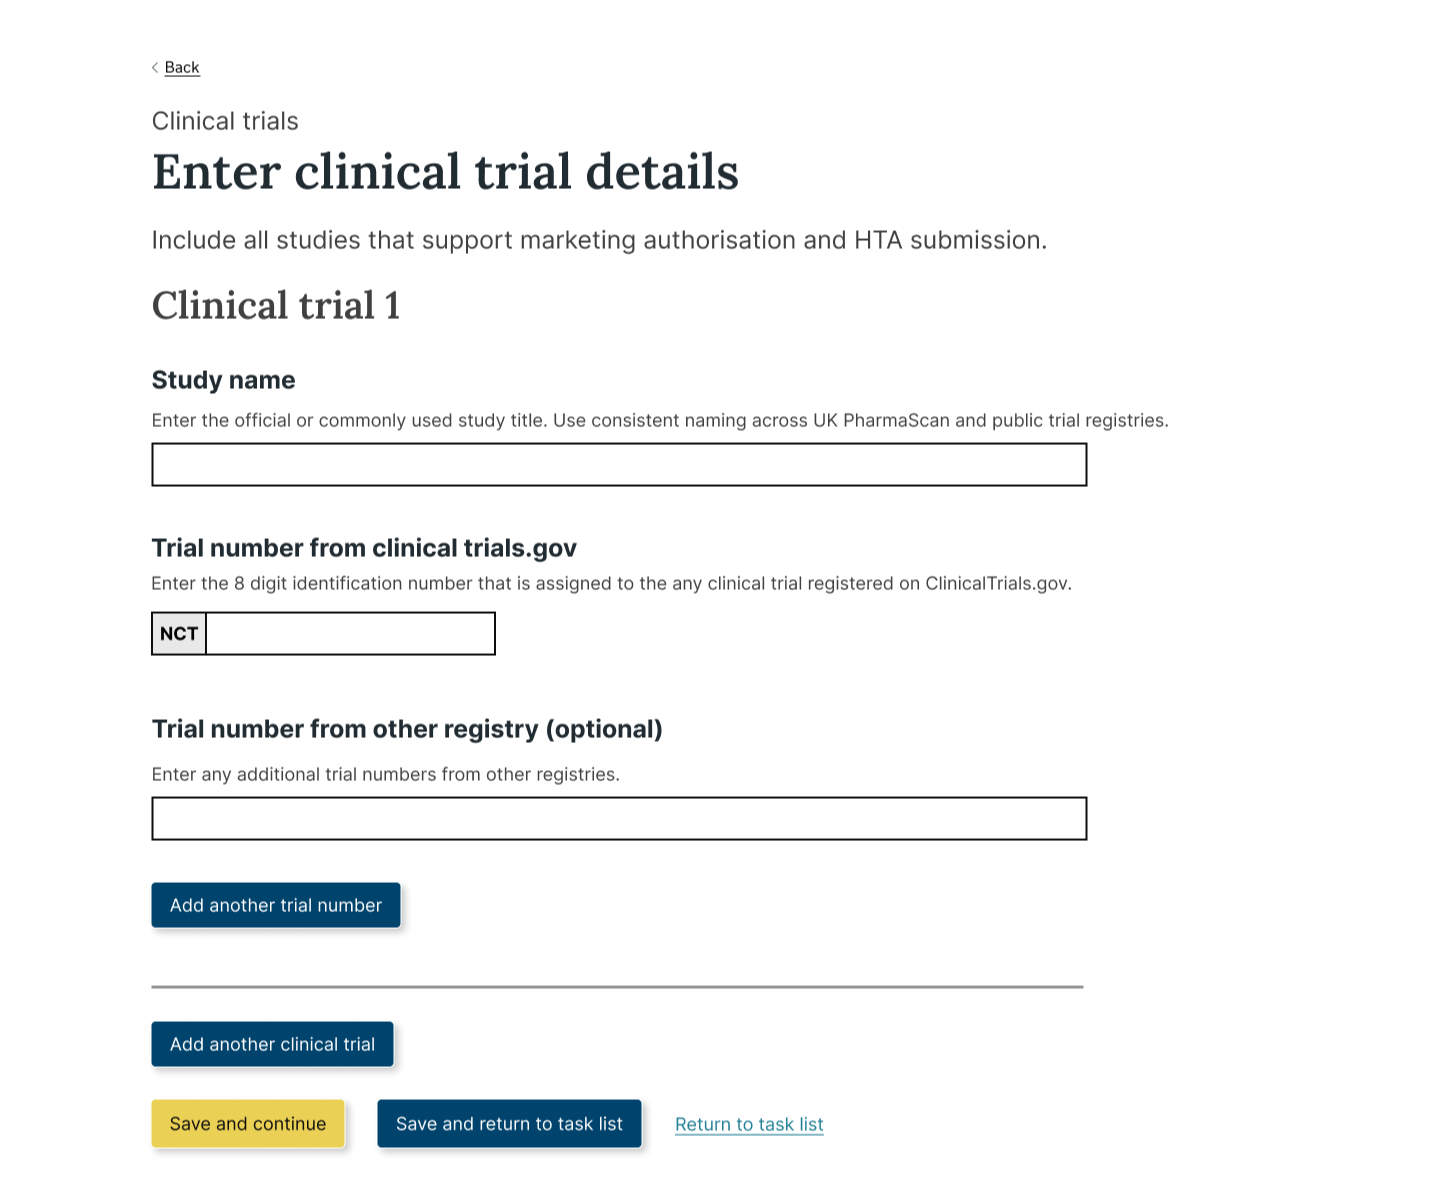 Back
Clinical trials
Enter clinical trial details
Include all studies that support marketing authorisation and HTA submission.
Clinical trial 1
Study name
Enter the official or commonly used study title. Use consistent naming across UK PharmaScan and public trial registries.
Trial number from clinical trials.gov
Enter the 8 digit identification number that is assigned to the any clinical trial registered on ClinicalTrials.gov.
NCT
Trial number from other registry (optional)
Enter any additional trial numbers from other registries.
Add another trial number
Add another clinical trial
Save and continue
Save and return to task list
Return to task list